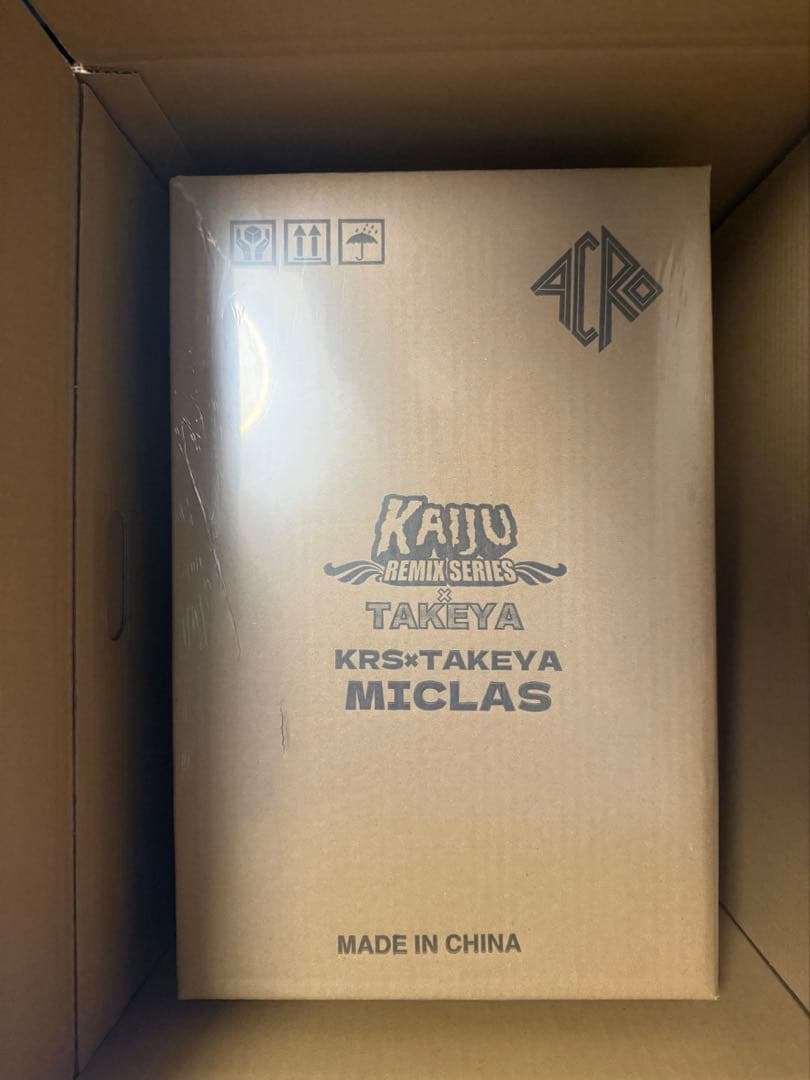 ACRO
KAIJU
REMIX SERIES
×
TAKEYA
KRS×TAKEYA
MICLAS
MADE IN CHINA